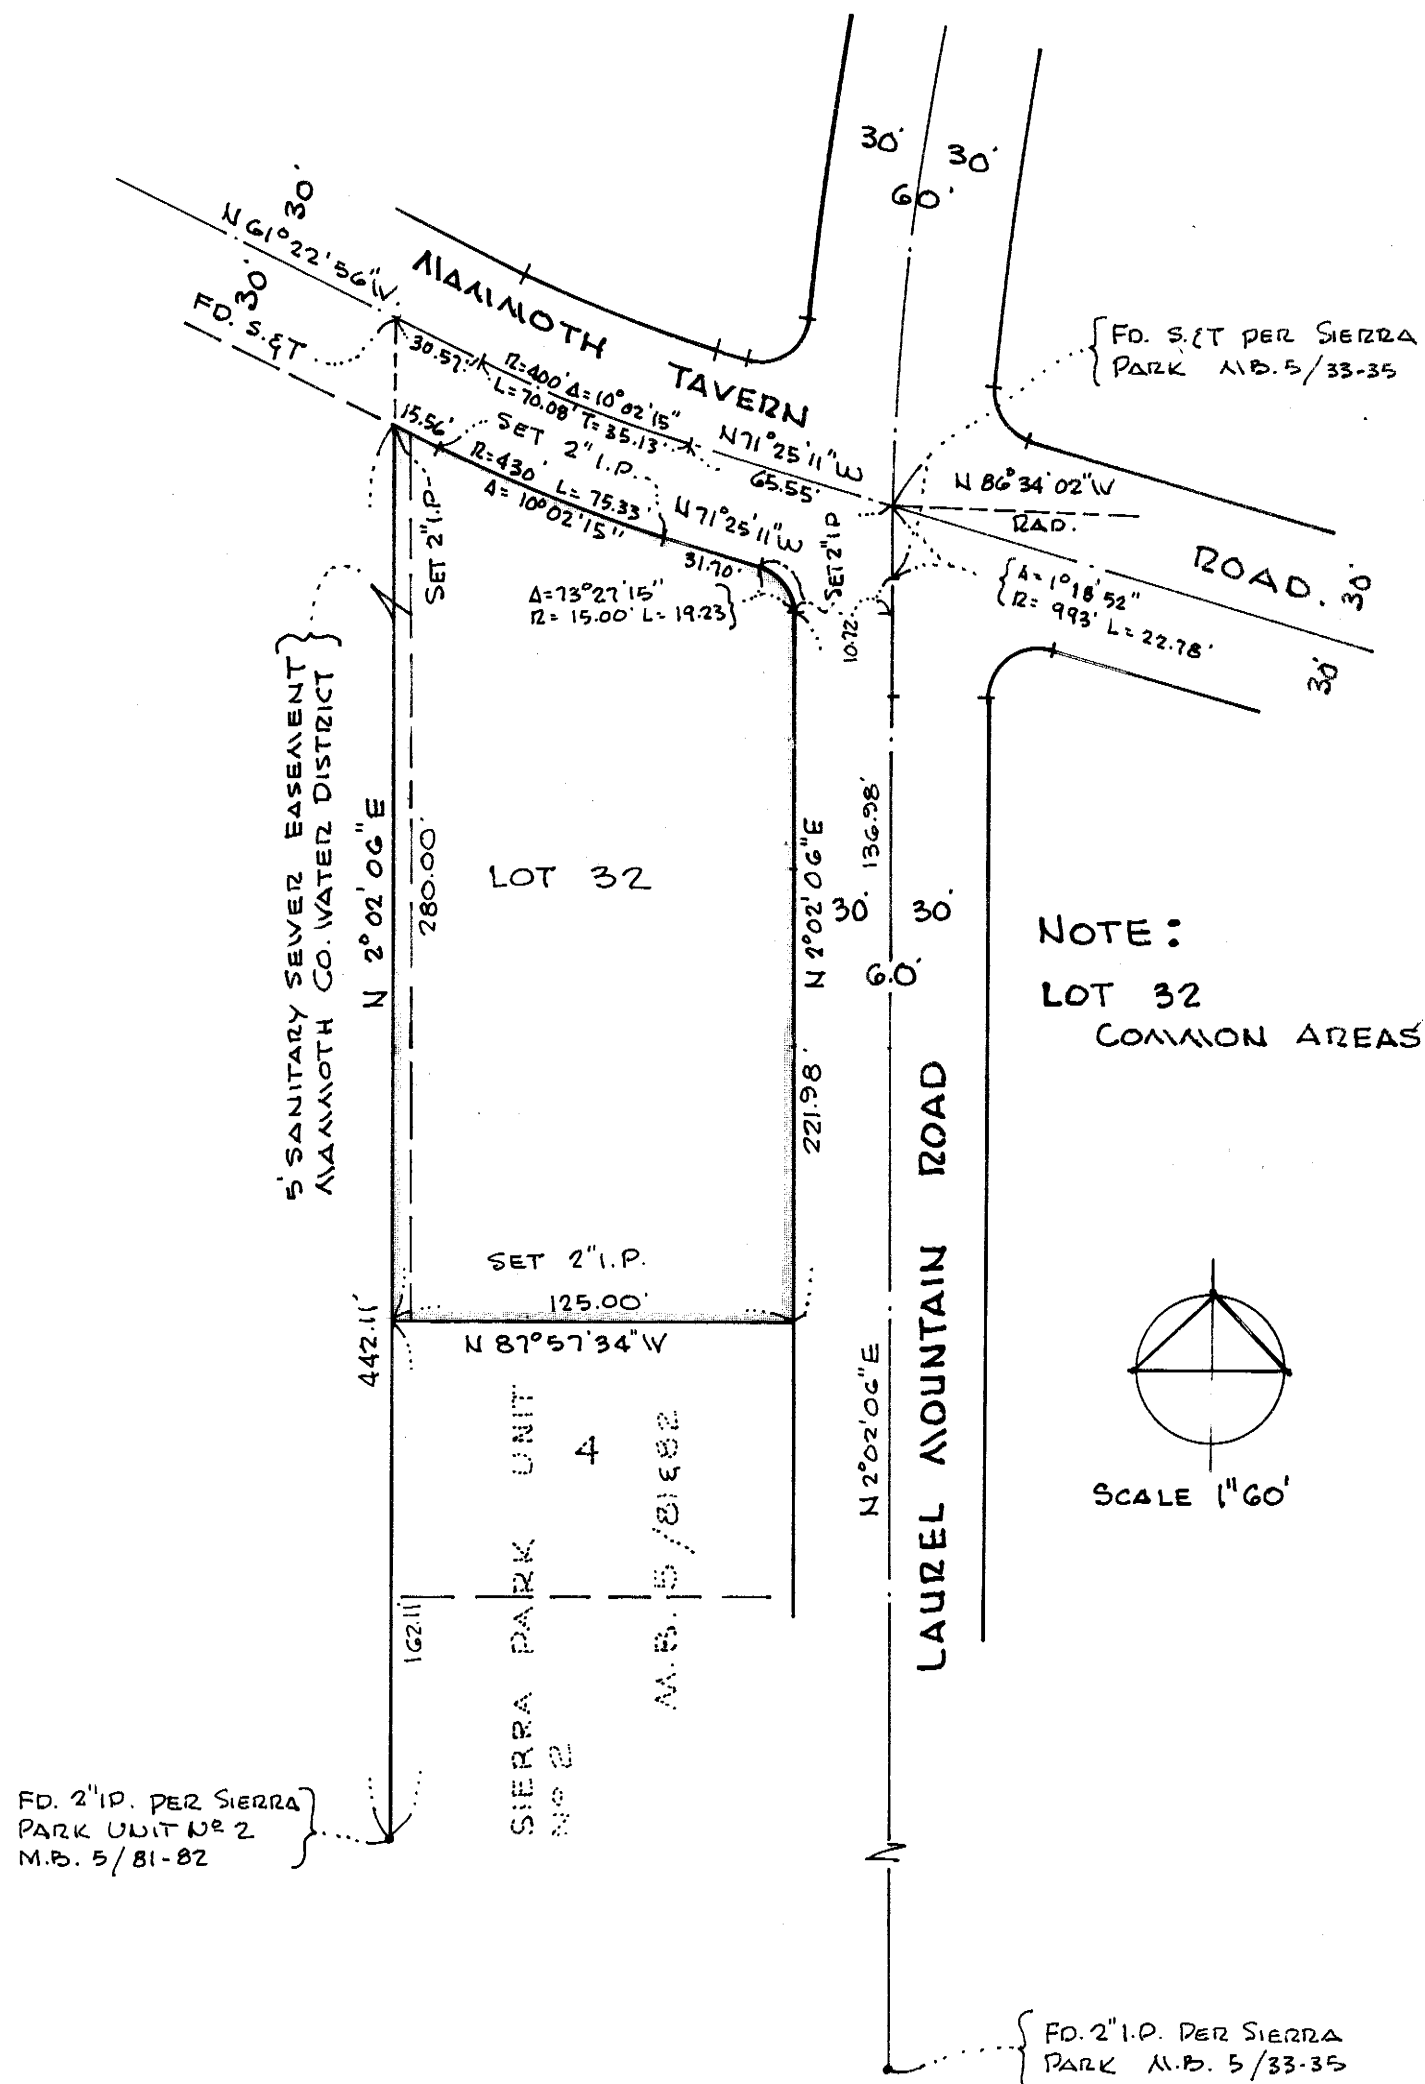 30'
30'
60'
30'
N 61°22'56"W.
30'
FD. S.&T
MAMMOTH TAVERN ROAD.
FD. S.&T PER SIERRA
PARK M.B. 5/33-35
30.57'
R=400' Δ=10°02'15"
L=70.08' T=35.13'
N 71°25'11"W
65.55'
N 86°34'02"W
RAD.
30'
30'
Δ=1°18'52"
R=993' L=22.78'
15.56'
SET 2" I.P.
R=430' L=75.33'
Δ=10°02'15"
N 71°25'11"W
31.70'
SET 2" I.P.
SET 2" I.P
Δ=73°27'15"
R=15.00' L=19.23'
10.72'
5' SANITARY SEWER EASEMENT
MAMMOTH CO. WATER DISTRICT
N 2°02'06"E
280.00'
LOT 32
N 2°02'06"E
221.98'
136.98'
30.
30.
60'
NOTE:
LOT 32
COMMON AREAS
LAUREL MOUNTAIN ROAD
SET 2" I.P.
125.00'
N 87°57'34"W
442.11'
N 2°02'06"E
SIERRA PARK UNIT
Nº 2
4
M.B. 5/81&82
162.11'
SCALE 1"60'
FD. 2" IP. PER SIERRA
PARK UNIT Nº 2
M.B. 5/81-82
FD. 2" I.P. PER SIERRA
PARK M.B. 5/33-35